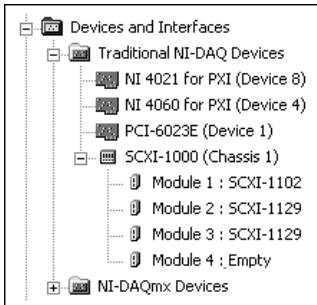 Devices and Interfaces
Traditional NI-DAQ Devices
NI 4021 for PXI (Device 8)
NI 4060 for PXI (Device 4)
PCI-6023E (Device 1)
SCXI-1000 (Chassis 1)
Module 1 : SCXI-1102
Module 2 : SCXI-1129
Module 3 : SCXI-1129
Module 4 : Empty
NI-DAQmx Devices